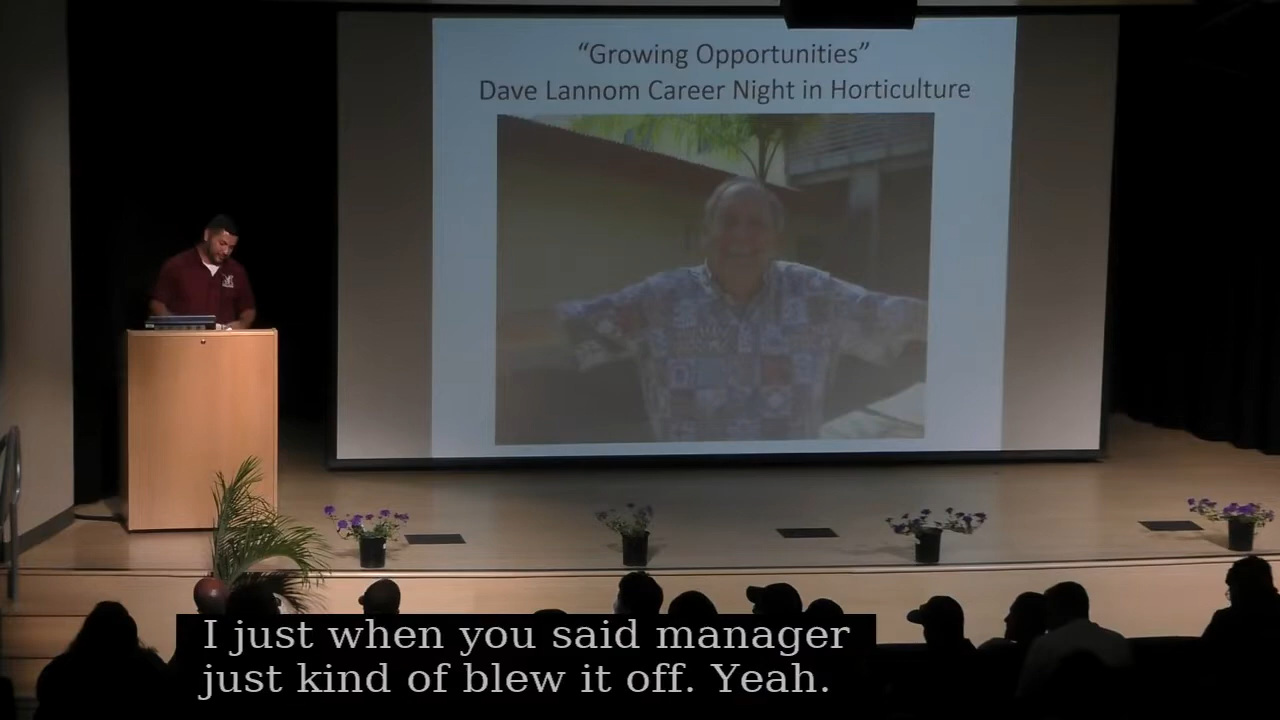 “Growing Opportunities”
Dave Lannom Career Night in Horticulture
I just when you said manager
just kind of blew it off. Yeah.